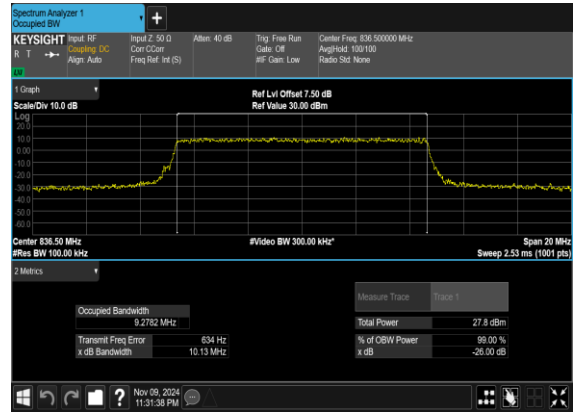 Spectrum Analyzer 1
Occupied BW
+
KEYSIGHT Input: RF Input Z: 50 Ω Atten: 40 dB Trig: Free Run Center Freq: 836.500000 MHz
R T Coupling: DC Corr CCorr Gate: Off Avg|Hold: 100/100
Align: Auto Freq Ref: Int (S) #IF Gain: Low Radio Std: None
LW
1 Graph Ref Lvl Offset 7.50 dB
Scale/Div 10.0 dB Ref Value 30.00 dBm
Log
20.0
10.0
0.00
-10.0
-20.0
-30.0
-40.0
-50.0
-60.0
Center 836.50 MHz #Video BW 300.00 kHz* Span 20 MHz
#Res BW 100.00 kHz Sweep 2.53 ms (1001 pts)
2 Metrics
Measure Trace Trace 1
Occupied Bandwidth
9.2782 MHz Total Power 27.8 dBm
Transmit Freq Error 634 Hz % of OBW Power 99.00 %
x dB Bandwidth 10.13 MHz x dB -26.00 dB
? Nov 09, 2024
11:31:38 PM